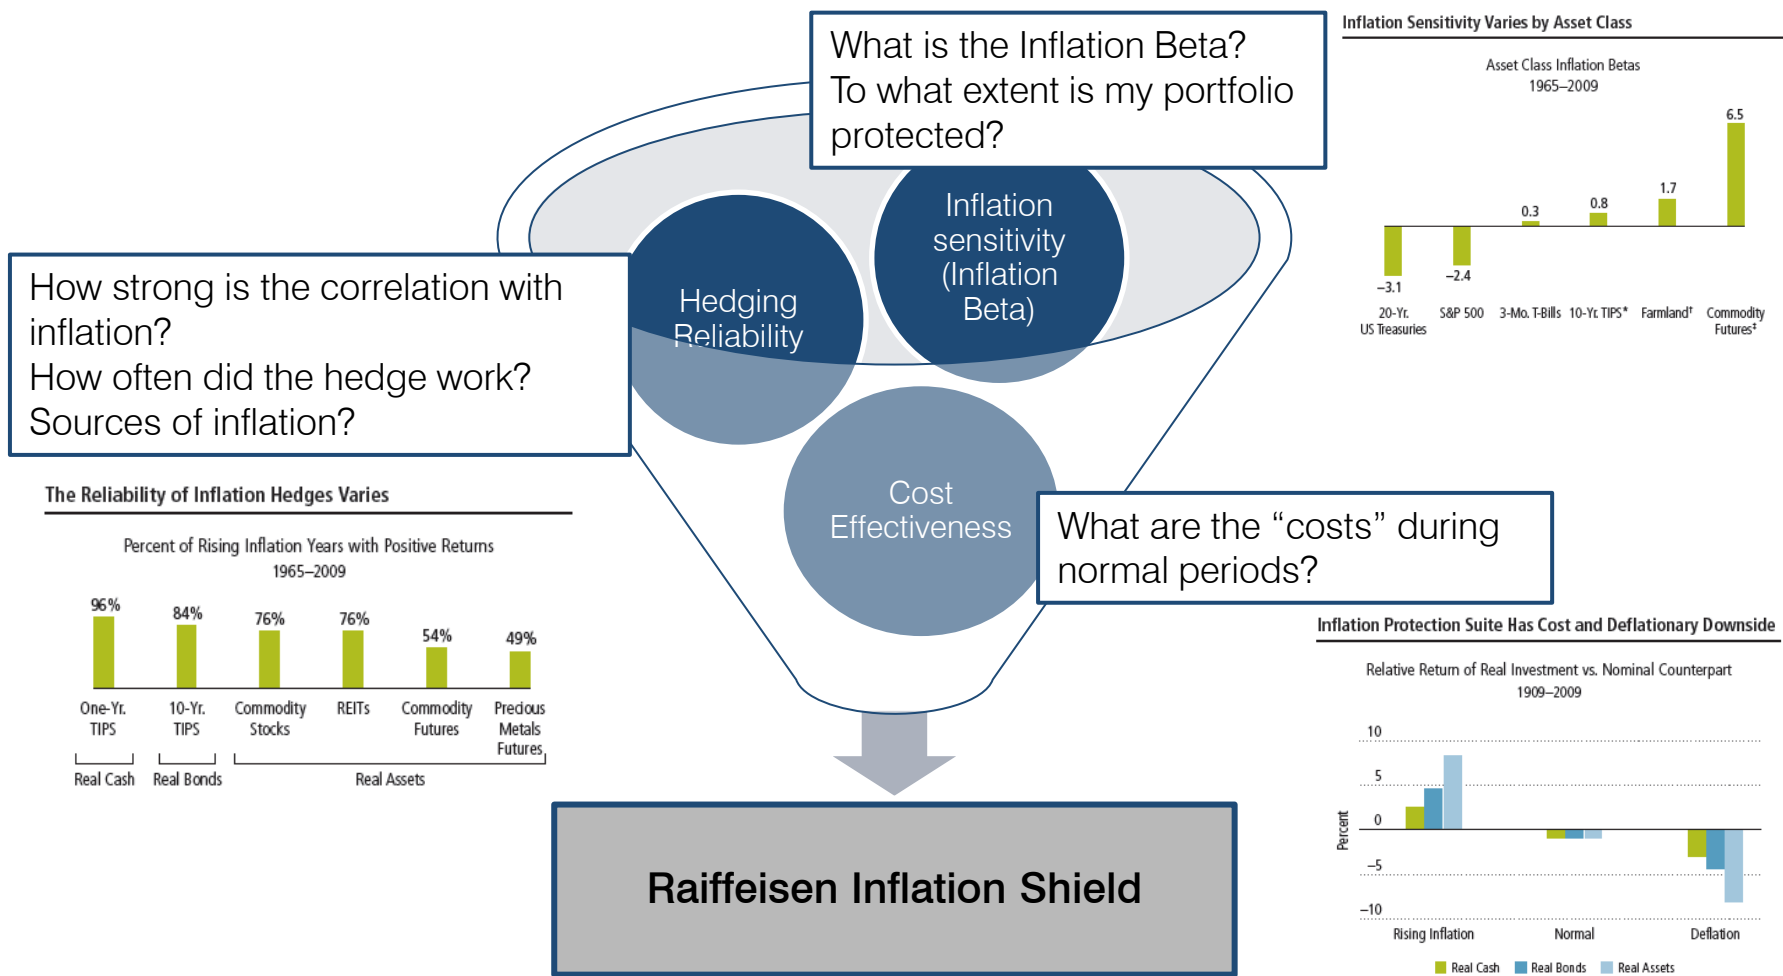 What is the Inflation Beta?
To what extent is my portfolio
protected?
Inflation Sensitivity Varies by Asset Class
Asset Class Inflation Betas
1965–2009
6.5
1.7
0.8
0.3
−2.4
−3.1
20-Yr.
US Treasuries
S&P 500
3-Mo. T-Bills
10-Yr. TIPS*
Farmland†
Commodity
Futures‡
Inflation
sensitivity
(Inflation
Beta)
Hedging
Reliability
How strong is the correlation with
inflation?
How often did the hedge work?
Sources of inflation?
Cost
Effectiveness
What are the “costs” during
normal periods?
The Reliability of Inflation Hedges Varies
Percent of Rising Inflation Years with Positive Returns
1965–2009
96%
84%
76%
76%
54%
49%
One-Yr.
TIPS
10-Yr.
TIPS
Commodity
Stocks
REITs
Commodity
Futures
Precious
Metals
Futures
Real Cash
Real Bonds
Real Assets
Inflation Protection Suite Has Cost and Deflationary Downside
Relative Return of Real Investment vs. Nominal Counterpart
1909–2009
10
5
0
−5
−10
Percent
Rising Inflation
Normal
Deflation
Real Cash
Real Bonds
Real Assets
Raiffeisen Inflation Shield